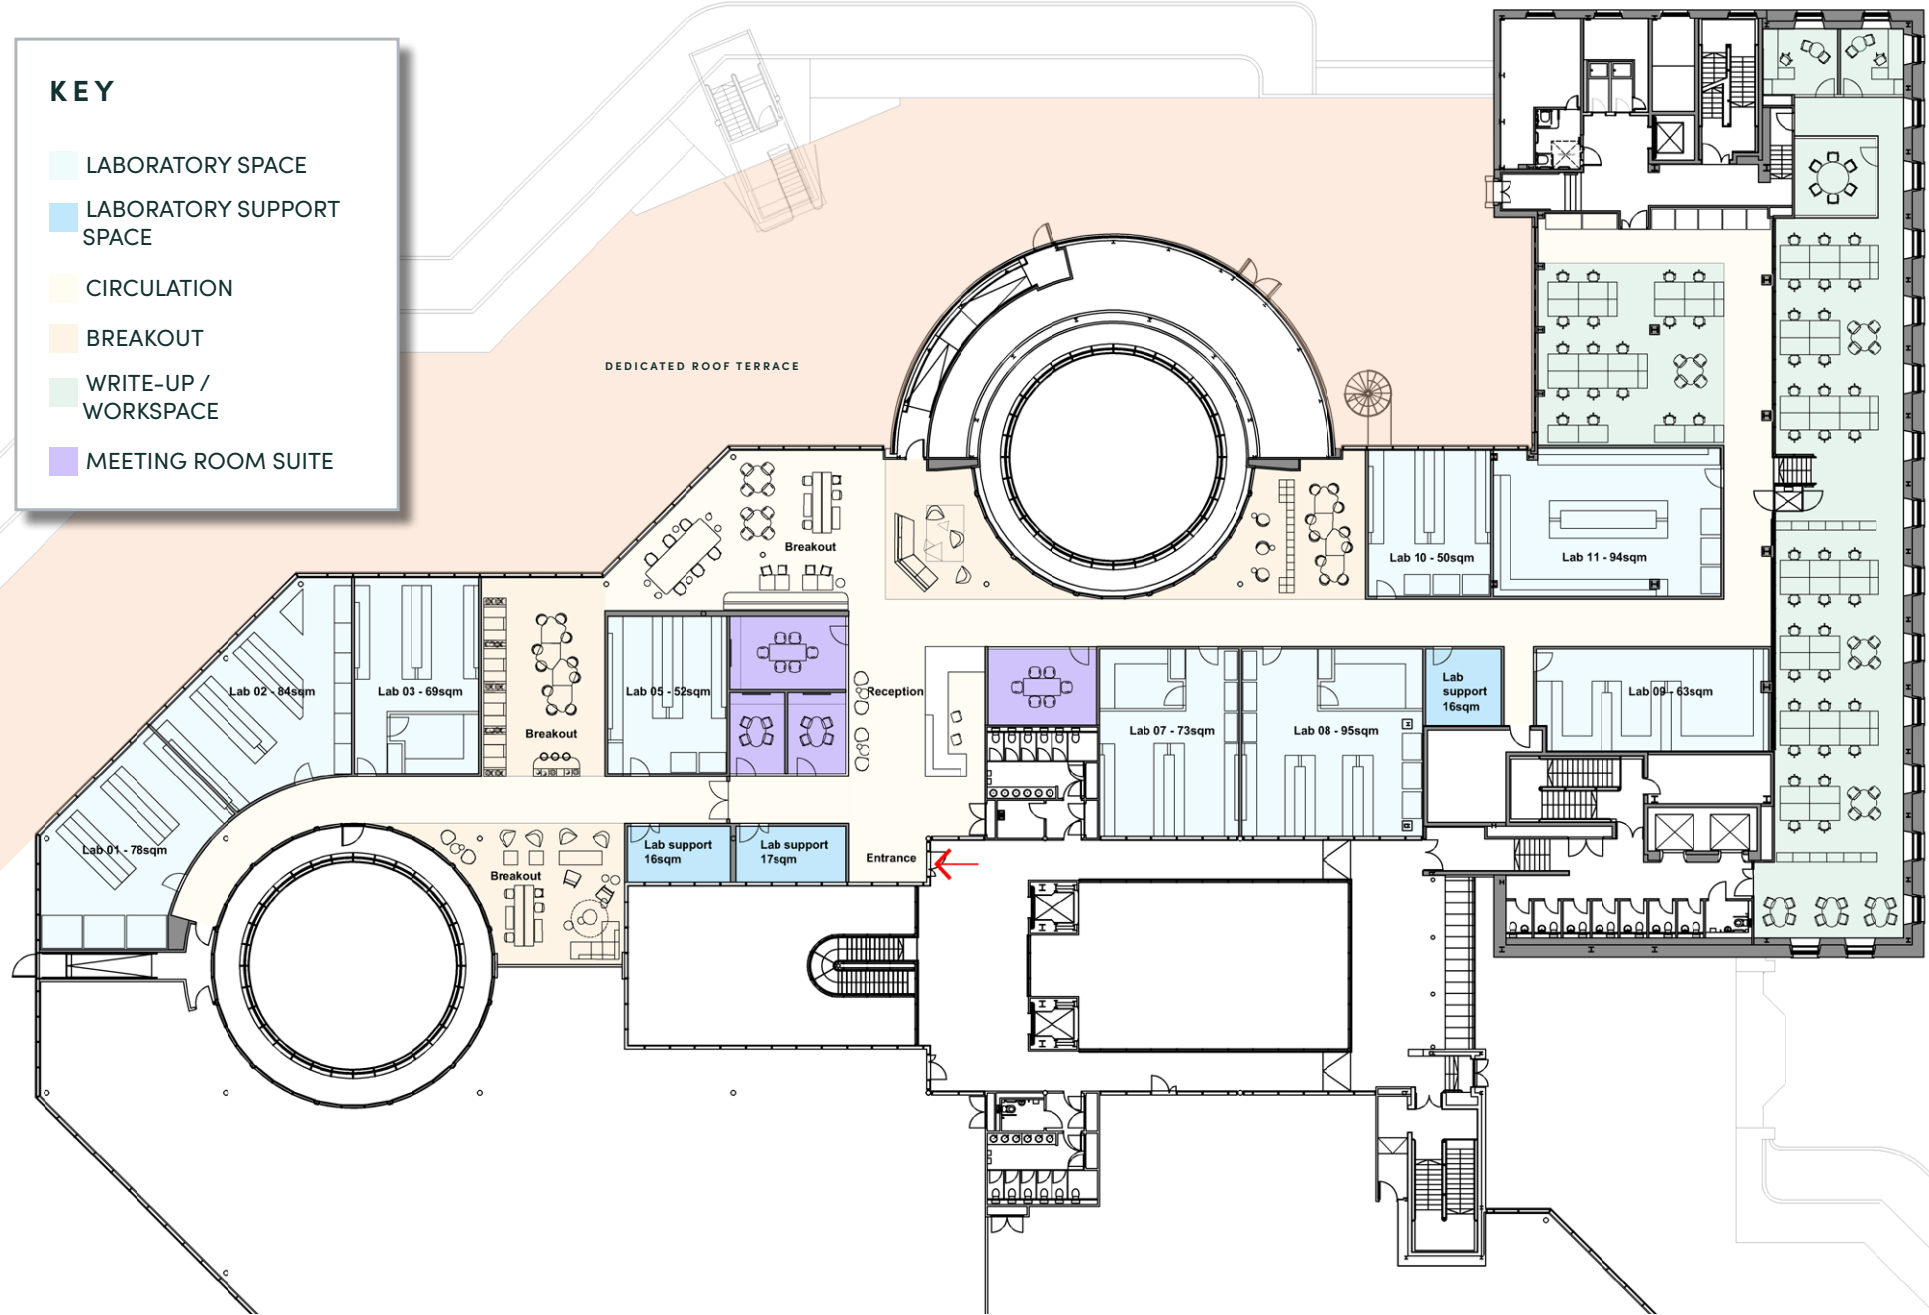 KEY
LABORATORY SPACE
LABORATORY SUPPORT
SPACE
CIRCULATION
BREAKOUT
WRITE-UP /
WORKSPACE
MEETING ROOM SUITE
DEDICATED ROOF TERRACE
Breakout
Lab 10 - 50sqm
Lab 11 - 94sqm
Lab 02 - 84sqm
Lab 03 - 69sqm
Breakout
Lab 05 - 52sqm
Reception
Lab 07 - 73sqm
Lab 08 - 95sqm
Lab
support
16sqm
Lab 09 - 63sqm
Lab 01 - 78sqm
Breakout
Lab support
16sqm
Lab support
17sqm
Entrance